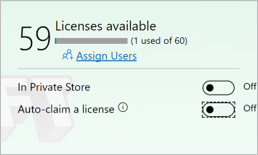 59 Licenses available
(1 used of 60)
Assign Users
In Private Store Off
Auto-claim a license Off